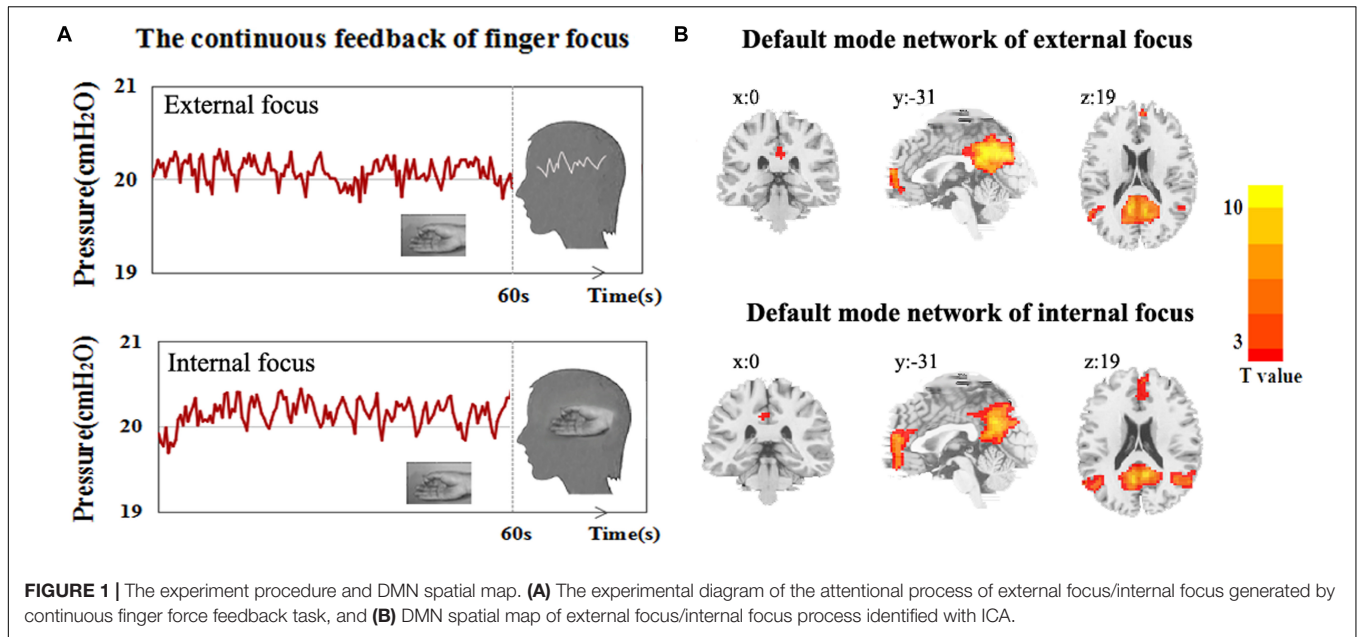 A
The continuous feedback of finger focus
21
External focus
Pressure(cmH₂O)
20
19
60s
Time(s)
21
Internal focus
Pressure(cmH₂O)
20
19
60s
Time(s)
B
Default mode network of external focus
x:0
y:-31
z:19
Default mode network of internal focus
x:0
y:-31
z:19
10
3
T value
FIGURE 1 | The experiment procedure and DMN spatial map. (A) The experimental diagram of the attentional process of external focus/internal focus generated by
continuous finger force feedback task, and (B) DMN spatial map of external focus/internal focus process identified with ICA.